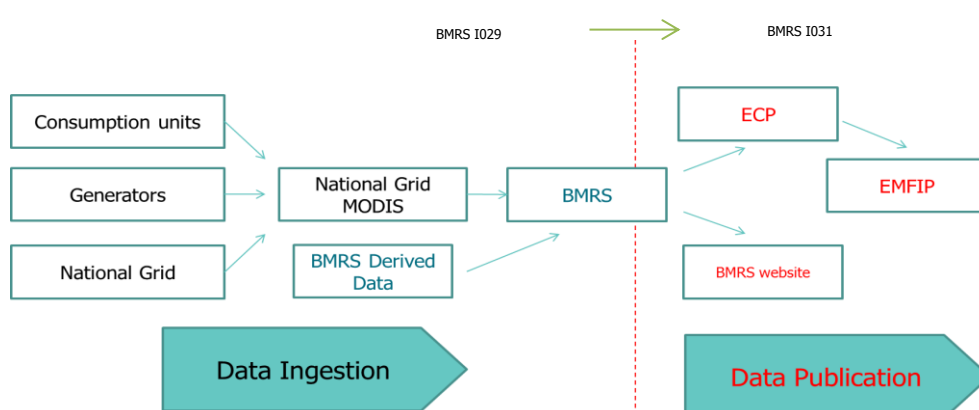 BMRS I029
BMRS I031
Consumption units
Generators
National Grid
National Grid
MODIS
BMRS Derived
Data
BMRS
ECP
EMFIP
BMRS website
Data Ingestion
Data Publication